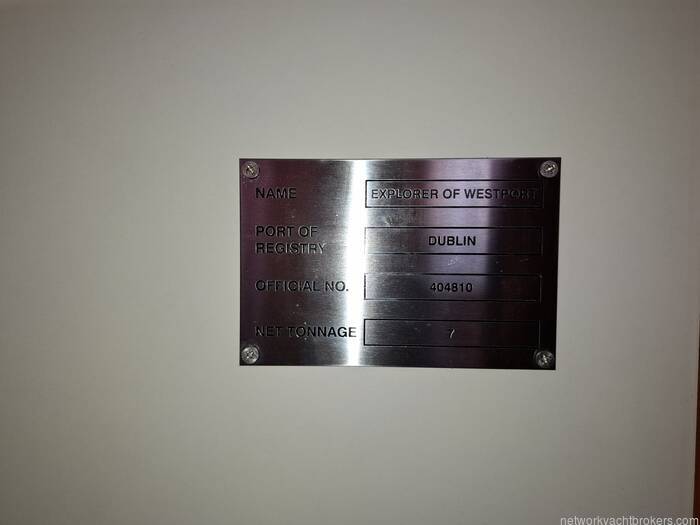 NAME EXPLORER OF WESTPORT
PORT OF
REGISTRY DUBLIN
OFFICIAL NO. 404810
NET TONNAGE 7
networkyachtbrokers.com